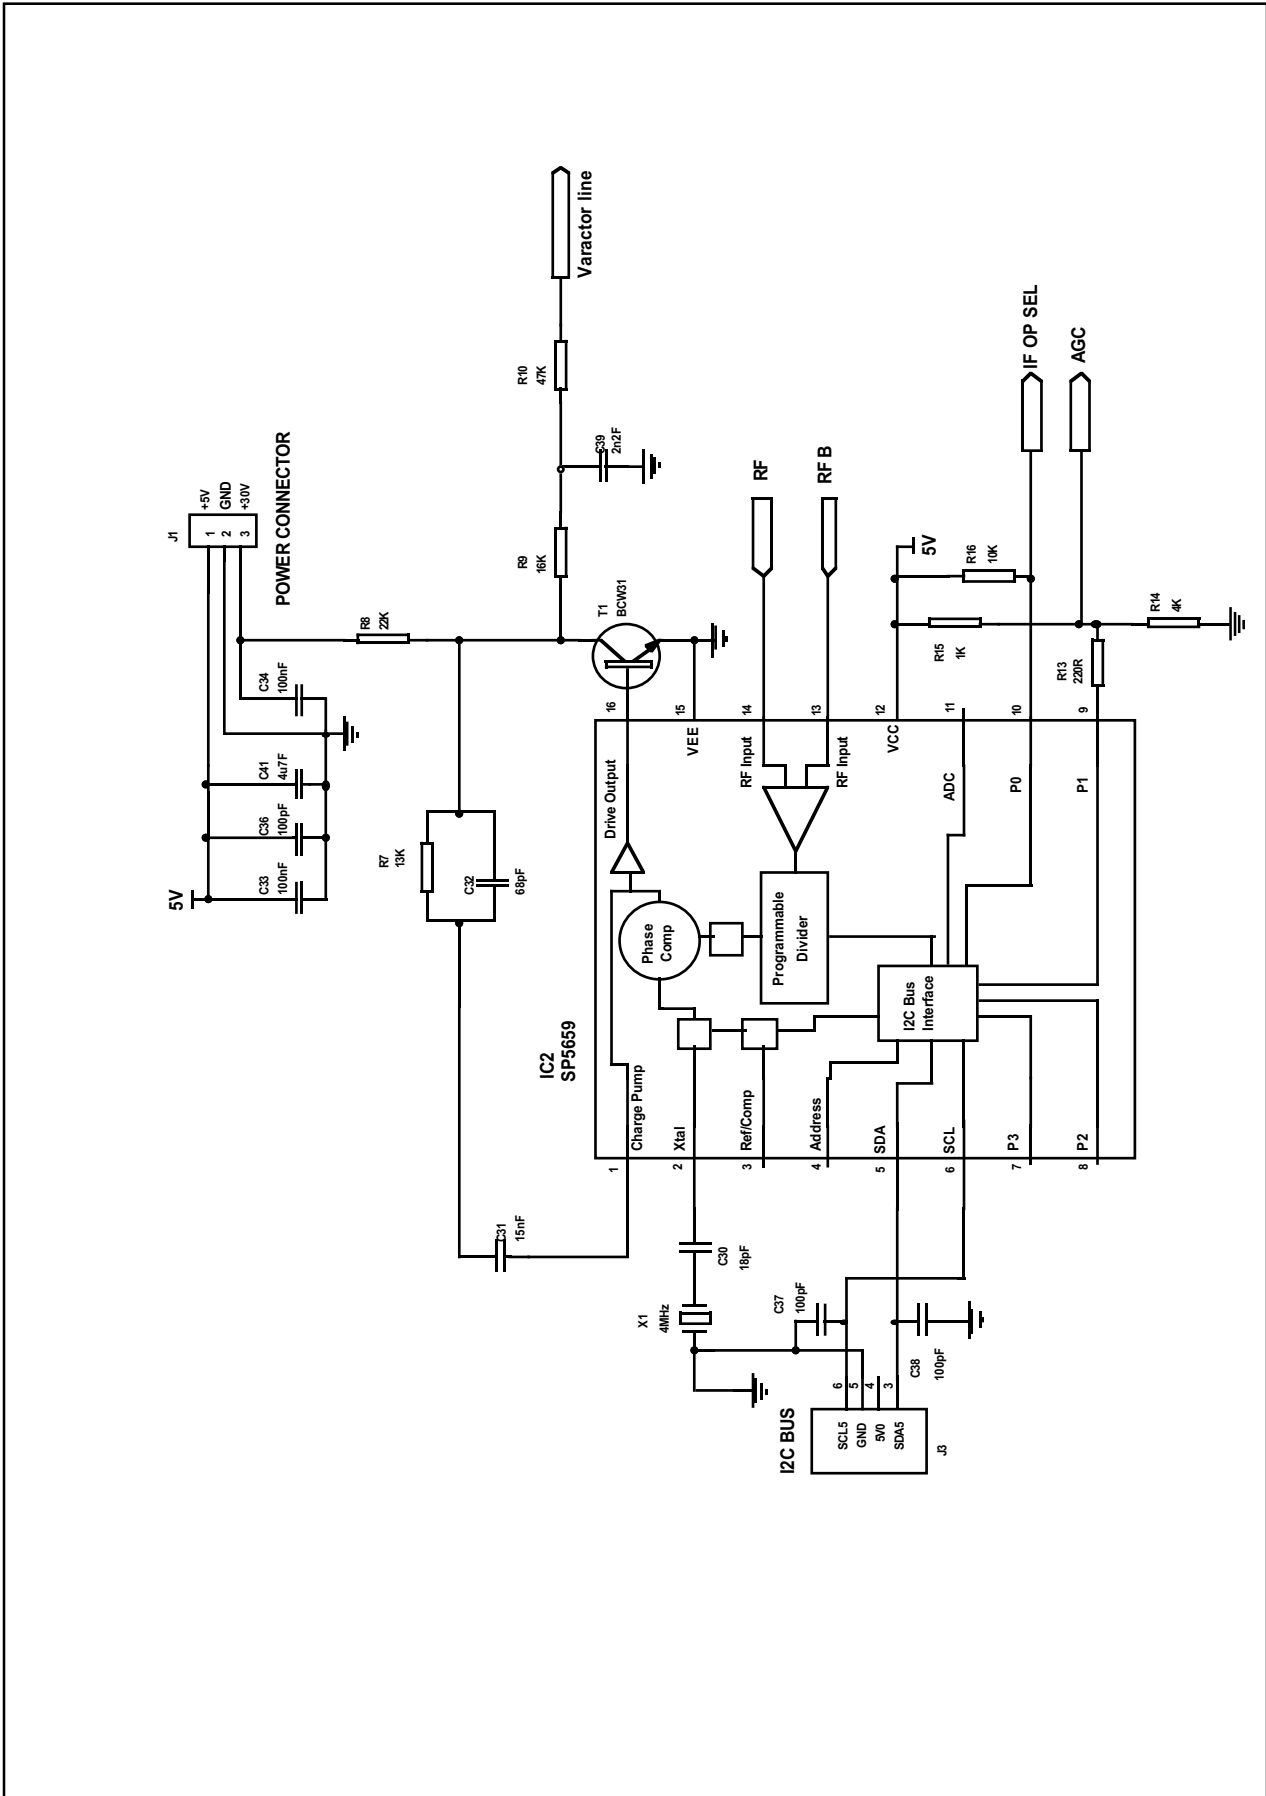 J1
+5V
GND
+30V
1
2
3
POWER CONNECTOR
5V
C33
100nF
C36
100pF
C41
4u7F
C34
100nF
R8
22K
R7
13K
C32
68pF
C31
15nF
R9
16K
R10
47K
C39
2n2F
Varactor line
T1
BCW31
IC2
SP5659
RF
RF B
5V
R16
10K
R15
1K
R13
220R
R14
4K
IF OP SEL
AGC
16
15
14
13
12
11
10
9
Drive Output
VEE
RF Input
RF Input
VCC
ADC
P0
P1
Phase
Comp
Programmable
Divider
I2C Bus
Interface
Charge Pump
Xtal
Ref/Comp
Address
SDA
SCL
P3
P2
1
2
3
4
5
6
7
8
C30
18pF
X1
4MHz
C37
100pF
C38
100pF
I2C BUS
6
5
4
3
SCL5
GND
5V0
SDA5
J3